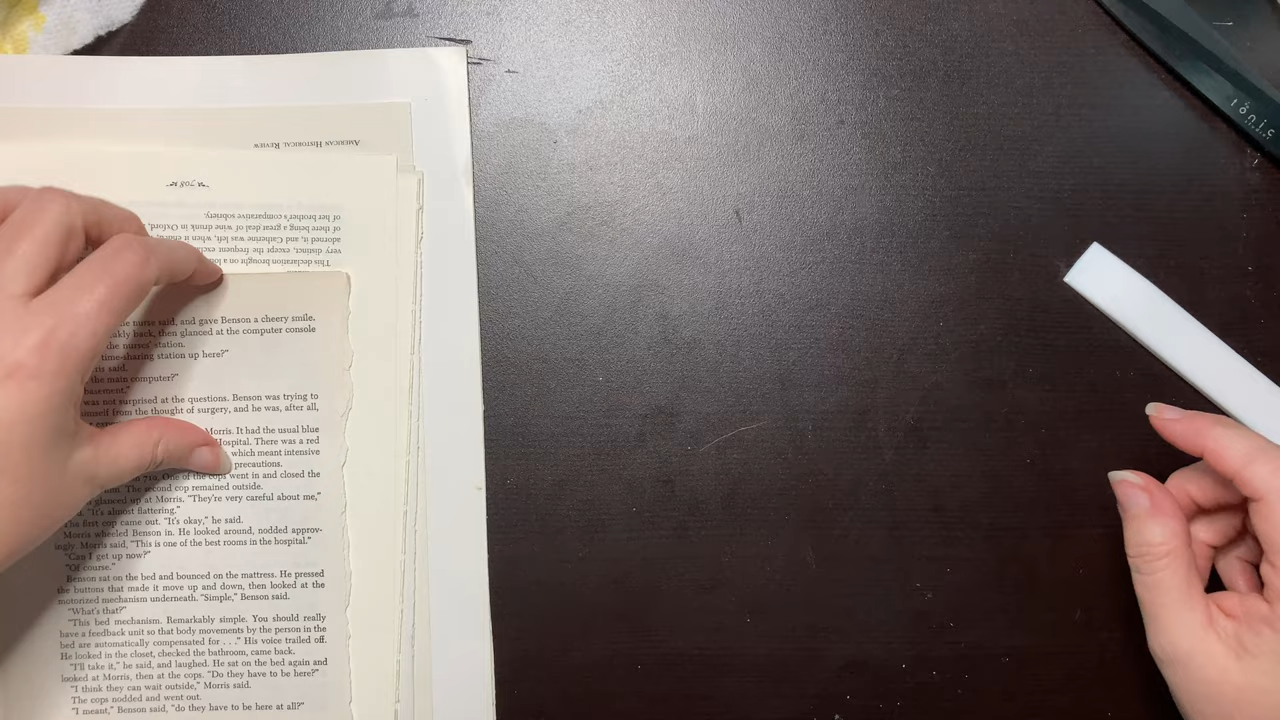 AMERICAN HISTORICAL REVIEW
708
of her brother's comparative sobriety.
of there being a great deal of wine drunk in Oxford,
adorned it, and Catherine was left, when it ended,
very distinct, except the frequent
This declaration brought on a
the nurse said, and gave Benson a cheery smile.
back, then glanced at the computer console
the nurses' station.
time-sharing station up here?"
said.
the main computer?"
basement."
was not surprised at the questions. Benson was trying to
from the thought of surgery, and he was, after all,
Morris. It had the usual blue
Hospital. There was a red
which meant intensive
precautions.
710. One of the cops went in and closed the
The second cop remained outside.
glanced up at Morris. "They're very careful about me,"
"It's almost flattering."
The first cop came out. "It's okay," he said.
Morris wheeled Benson in. He looked around, nodded approv-
ingly. Morris said, "This is one of the best rooms in the hospital."
"Can I get up now?"
"Of course."
Benson sat on the bed and bounced on the mattress. He pressed
the buttons that made it move up and down, then looked at the
motorized mechanism underneath. "Simple," Benson said.
"What's that?"
"This bed mechanism. Remarkably simple. You should really
have a feedback unit so that body movements by the person in the
bed are automatically compensated for . . ." His voice trailed off.
He looked in the closet, checked the bathroom, came back.
"I'll take it," he said, and laughed. He sat on the bed again and
looked at Morris, then at the cops. "Do they have to be here?"
"I think they can wait outside," Morris said.
The cops nodded and went out.
"I meant," Benson said, "do they have to be here at all?"
tonic